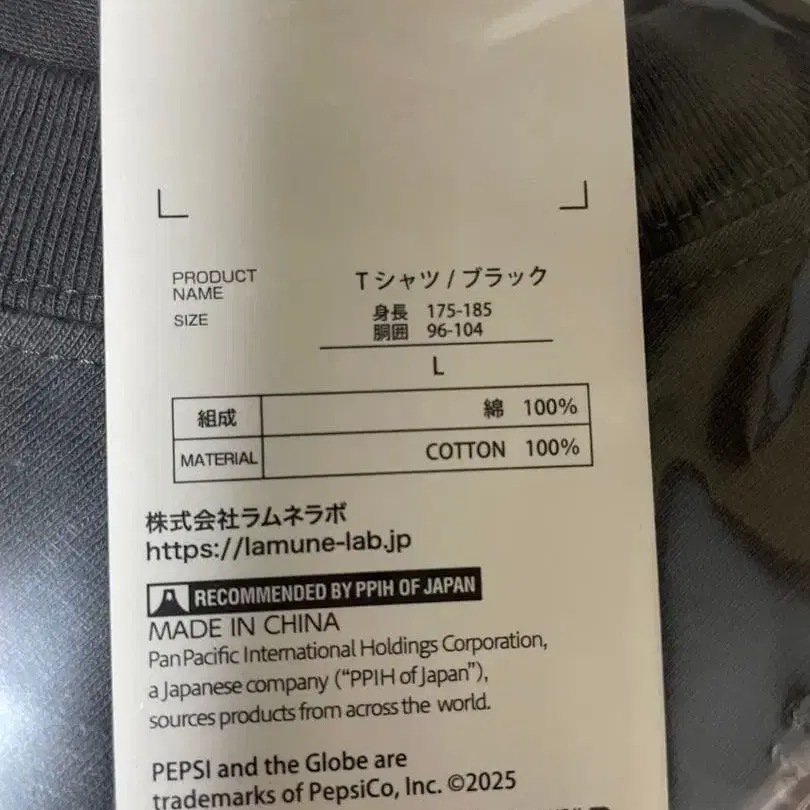 PRODUCT
NAME
Tシャツ/ブラック
SIZE
身長 175-185
胴囲 96-104
L
組成 綿 100%
MATERIAL COTTON 100%
株式会社ラムネラボ
https://lamune-lab.jp
RECOMMENDED BY PPIH OF JAPAN
MADE IN CHINA
Pan Pacific International Holdings Corporation,
a Japanese company (“PPIH of Japan”),
sources products from across the world.
PEPSI and the Globe are
trademarks of PepsiCo, Inc. ©2025